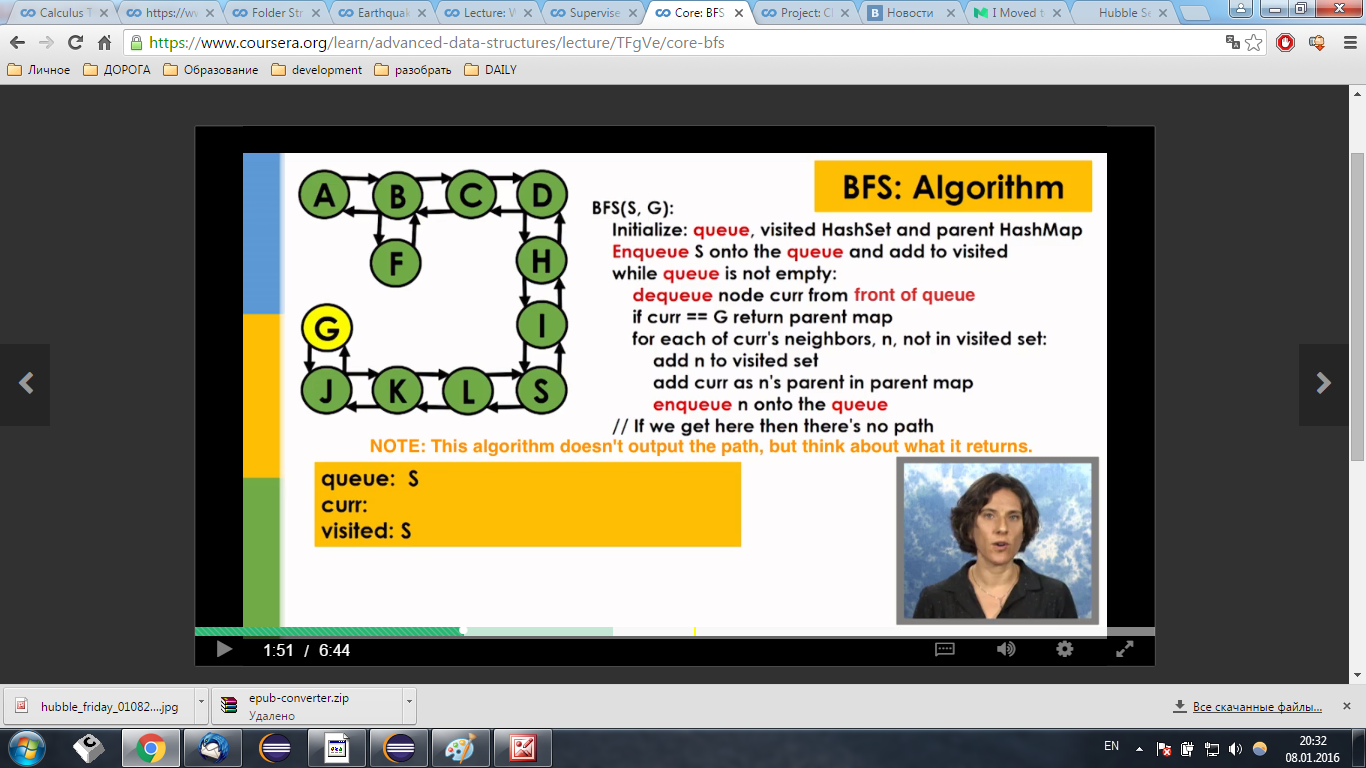 Calculus T
https://ww
Folder Str
Earthquak
Lecture: W
Supervise
Core: BFS
Project: Cl
Новости
I Moved t
Hubble Se
https://www.coursera.org/learn/advanced-data-structures/lecture/TFgVe/core-bfs
Личное
ДОРОГА
Образование
development
разобрать
DAILY
BFS: Algorithm
A
B
C
D
F
H
G
I
J
K
L
S
BFS(S, G):
Initialize: queue, visited HashSet and parent HashMap
Enqueue S onto the queue and add to visited
while queue is not empty:
dequeue node curr from front of queue
if curr == G return parent map
for each of curr's neighbors, n, not in visited set:
add n to visited set
add curr as n's parent in parent map
enqueue n onto the queue
// If we get here then there's no path
NOTE: This algorithm doesn't output the path, but think about what it returns.
queue: S
curr:
visited: S
1:51 / 6:44
hubble_friday_01082....jpg
epub-converter.zip
Удалено
Все скачанные файлы...
EN
20:32
08.01.2016